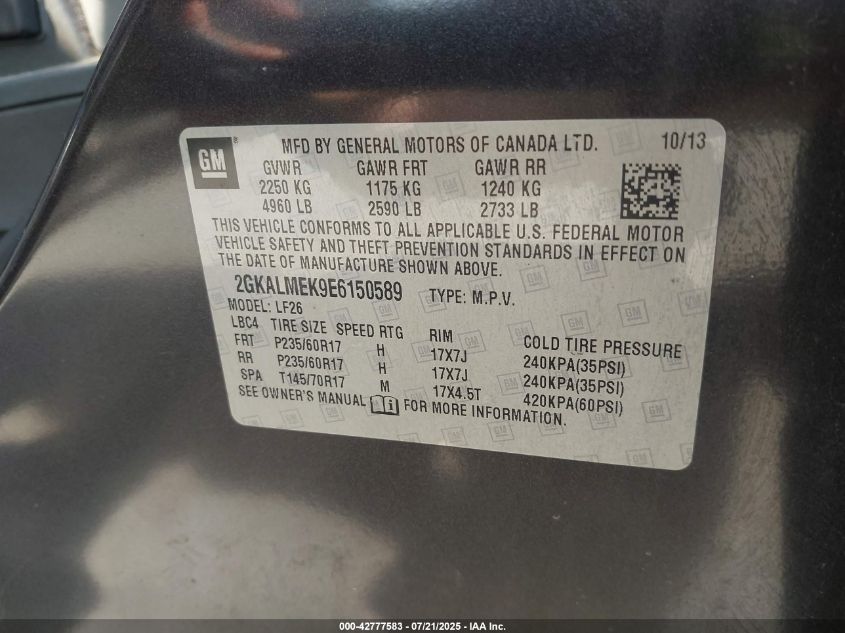 GM
MFD BY GENERAL MOTORS OF CANADA LTD. 10/13
GVWR GAWR FRT GAWR RR
2250 KG 1175 KG 1240 KG
4960 LB 2590 LB 2733 LB
THIS VEHICLE CONFORMS TO ALL APPLICABLE U.S. FEDERAL MOTOR
VEHICLE SAFETY AND THEFT PREVENTION STANDARDS IN EFFECT ON
THE DATE OF MANUFACTURE SHOWN ABOVE.
2GKALMEK9E6150589 TYPE: M.P.V.
MODEL: LF26
LBC4 TIRE SIZE SPEED RTG RIM COLD TIRE PRESSURE
FRT P235/60R17 H 17X7J 240KPA(35PSI)
RR P235/60R17 H 17X7J 240KPA(35PSI)
SPA T145/70R17 M 17X4.5T 420KPA(60PSI)
SEE OWNER'S MANUAL FOR MORE INFORMATION.
000-42777583 - 07/21/2025 - IAA Inc.